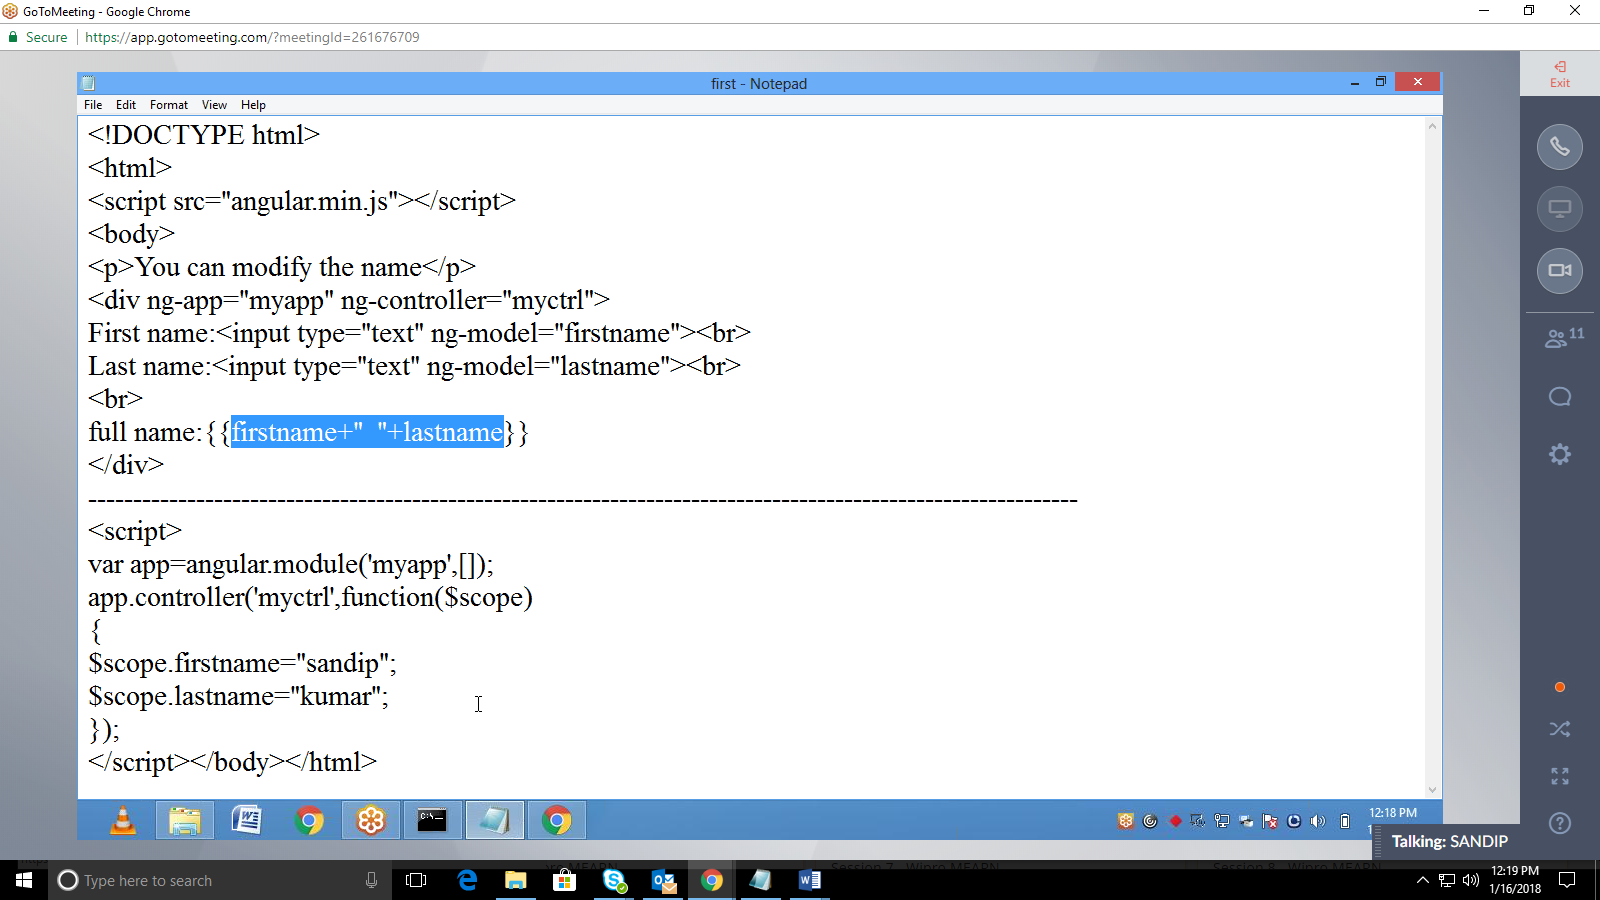 GoToMeeting - Google Chrome
Secure | https://app.gotomeeting.com/?meetingId=261676709
Exit
first - Notepad
File Edit Format View Help
<!DOCTYPE html>
<html>
<script src="angular.min.js"></script>
<body>
<p>You can modify the name</p>
<div ng-app="myapp" ng-controller="myctrl">
First name:<input type="text" ng-model="firstname"><br>
11
Last name:<input type="text" ng-model="lastname"><br>
<br>
full name:{{firstname+"  "+lastname}}
</div>
--------------------------------------------------------------------------------------------------------------
<script>
var app=angular.module('myapp',[]);
app.controller('myctrl',function($scope)
{
$scope.firstname="sandip";
$scope.lastname="kumar";
});
</script></body></html>
12:18 PM
Talking: SANDIP
Type here to search
12:19 PM
1/16/2018